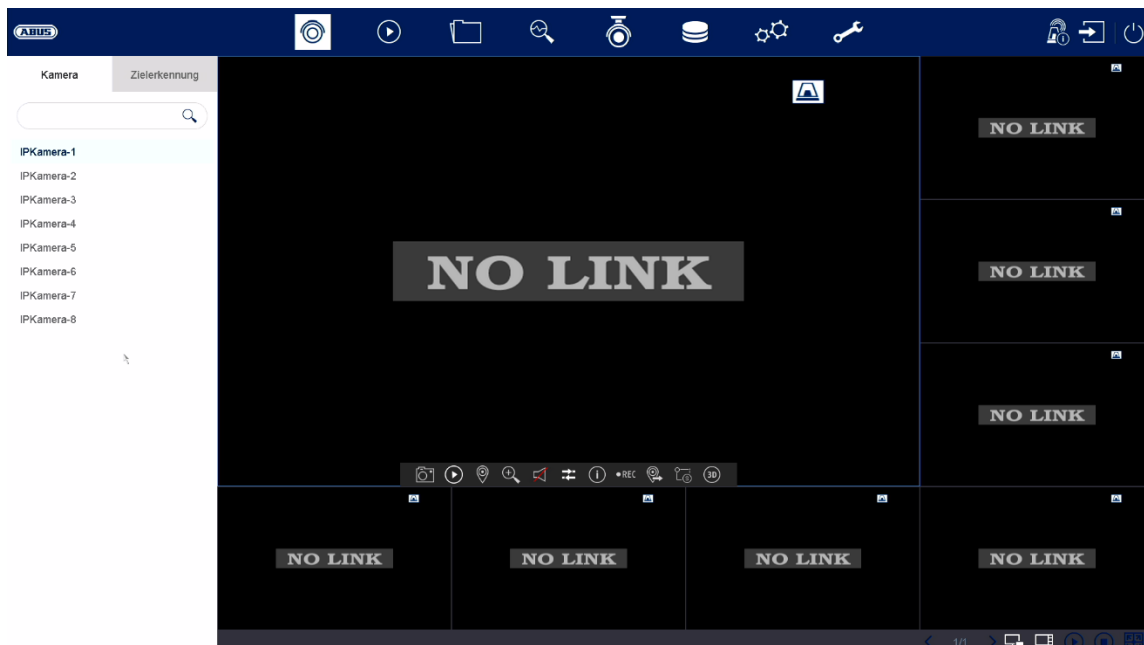 ABUS
Kamera
Zielerkennung
IPKamera-1
IPKamera-2
IPKamera-3
IPKamera-4
IPKamera-5
IPKamera-6
IPKamera-7
IPKamera-8
NO LINK
NO LINK
NO LINK
NO LINK
REC
3D
NO LINK
NO LINK
NO LINK
NO LINK
1/1